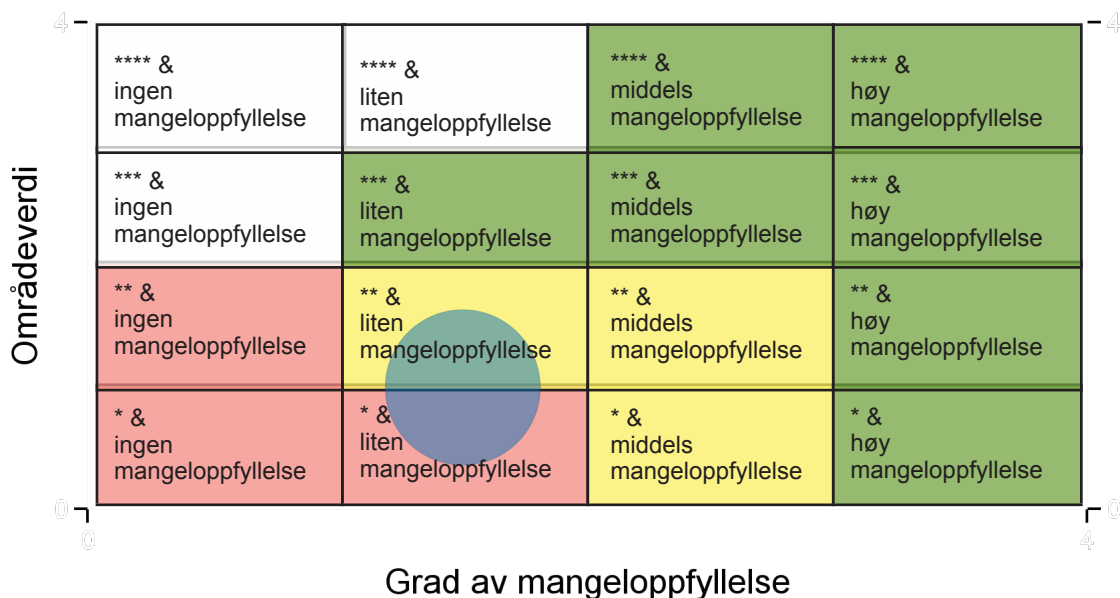 4
4
**** &
ingen
mangeloppfyllelse
**** &
liten
mangeloppfyllelse
**** &
middels
mangeloppfyllelse
**** &
høy
mangeloppfyllelse
*** &
ingen
mangeloppfyllelse
*** &
liten
mangeloppfyllelse
*** &
middels
mangeloppfyllelse
*** &
høy
mangeloppfyllelse
** &
ingen
mangeloppfyllelse
** &
liten
mangeloppfyllelse
** &
middels
mangeloppfyllelse
** &
høy
mangeloppfyllelse
* &
ingen
mangeloppfyllelse
* &
liten
mangeloppfyllelse
* &
middels
mangeloppfyllelse
* &
høy
mangeloppfyllelse
Områdeverdi
0
0
0
4
Grad av mangeloppfyllelse